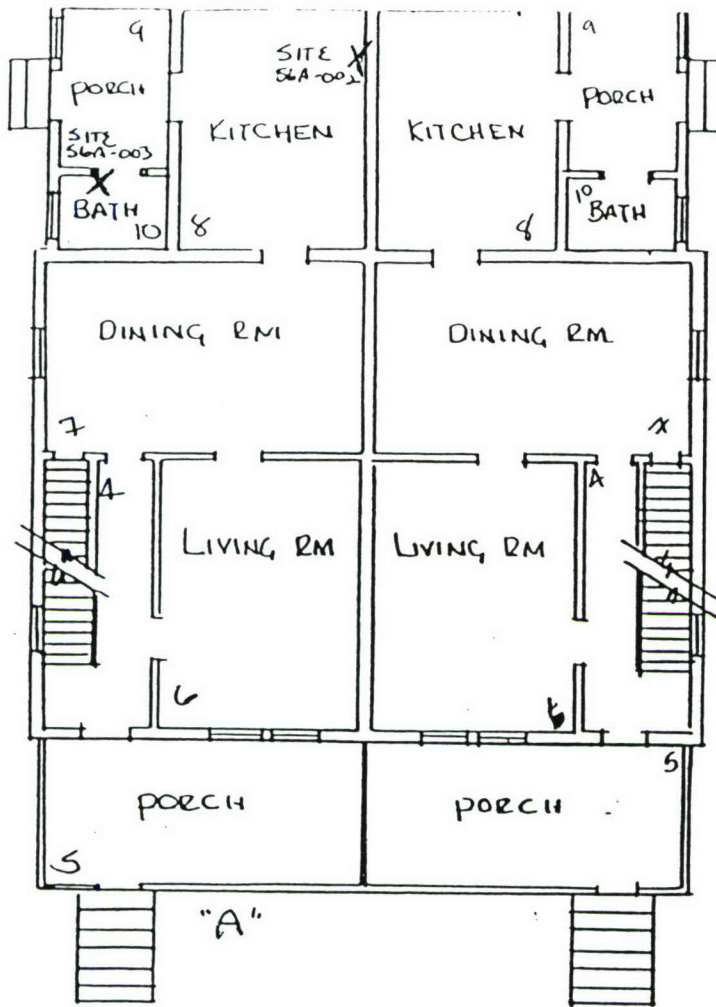 9
SITE
56A-002
9
PORCH
PORCH
SITE
56A-003
KITCHEN
KITCHEN
BATH
10
8
8
10
BATH
DINING RM
DINING RM
7
4
LIVING RM
LIVING RM
6
PORCH
PORCH
5
5
"A"